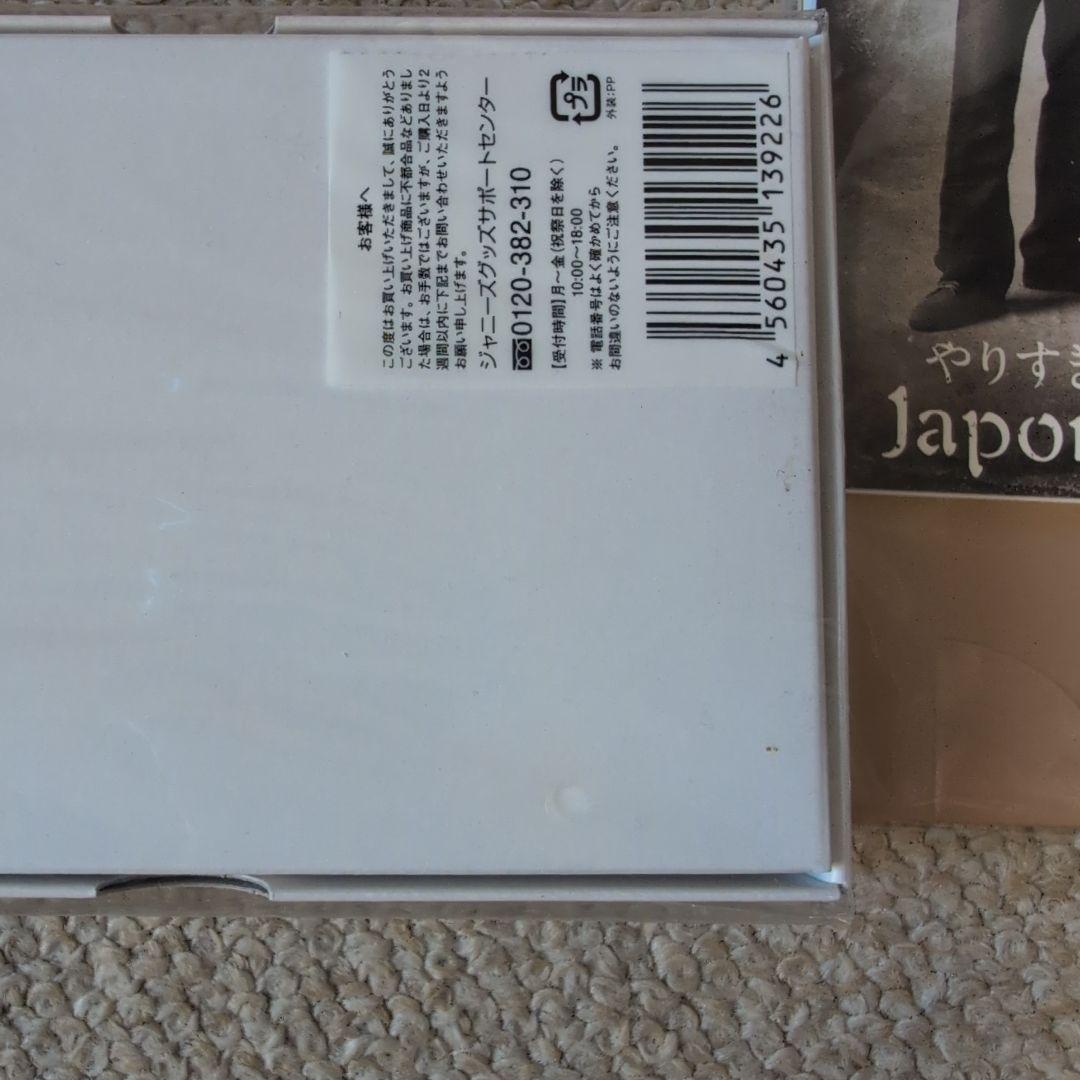 お客様へ
この度はお買い上げいただきまして、誠にありがとう
ございます。お買い上げ商品に不都合品などありまし
た場合は、お手数ではございますが、ご購入日より2
週間以内に下記までお問い合わせいただきますよう
お願い申し上げます。
ジャニーズグッズサポートセンター
0120-382-310
【受付時間】月〜金(祝祭日を除く)
10:00〜18:00
※ 電話番号はよく確かめてから
お間違いのないようにご注意ください。
プラ
外装:PP
4 560435 139226
やりすぎ
Japon